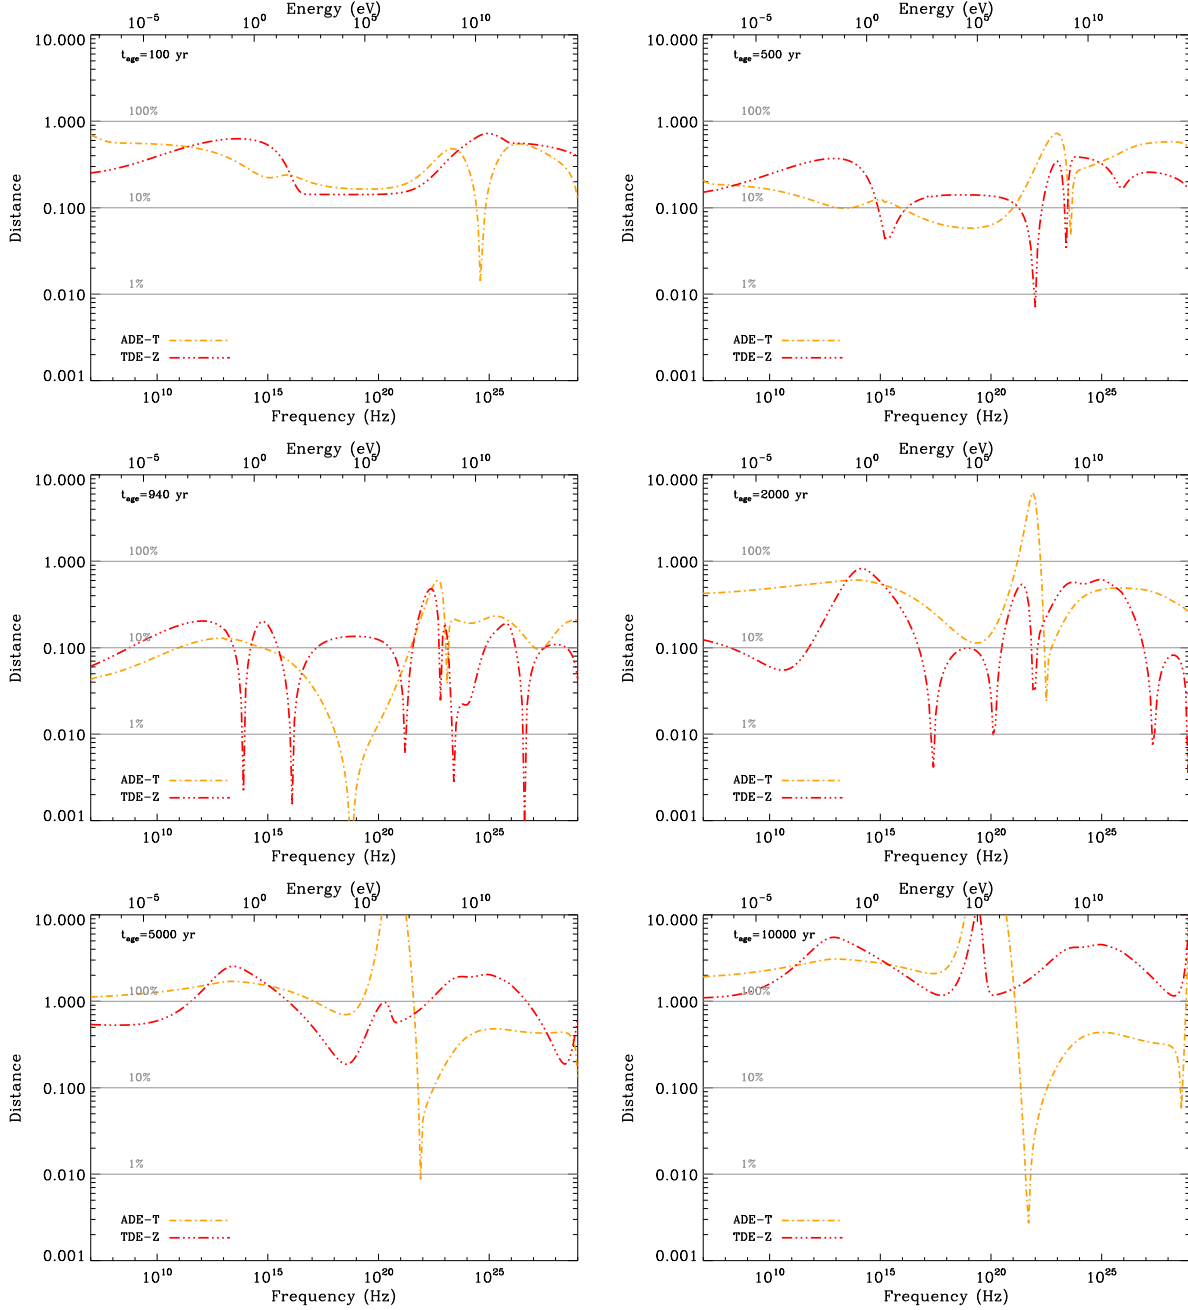 Energy (eV)
10^-5 10^0 10^5 10^10
10.000
t_age=100 yr
100%
1.000
Distance
10%
0.100
1%
0.010
ADE-T
TDE-Z
0.001
10^10 10^15 10^20 10^25
Frequency (Hz)
Energy (eV)
10^-5 10^0 10^5 10^10
10.000
t_age=500 yr
100%
1.000
Distance
10%
0.100
1%
0.010
ADE-T
TDE-Z
0.001
10^10 10^15 10^20 10^25
Frequency (Hz)
Energy (eV)
10^-5 10^0 10^5 10^10
10.000
t_age=940 yr
100%
1.000
Distance
10%
0.100
1%
0.010
ADE-T
TDE-Z
0.001
10^10 10^15 10^20 10^25
Frequency (Hz)
Energy (eV)
10^-5 10^0 10^5 10^10
10.000
t_age=2000 yr
100%
1.000
Distance
10%
0.100
1%
0.010
ADE-T
TDE-Z
0.001
10^10 10^15 10^20 10^25
Frequency (Hz)
Energy (eV)
10^-5 10^0 10^5 10^10
10.000
t_age=5000 yr
100%
1.000
Distance
10%
0.100
1%
0.010
ADE-T
TDE-Z
0.001
10^10 10^15 10^20 10^25
Frequency (Hz)
Energy (eV)
10^-5 10^0 10^5 10^10
10.000
t_age=10000 yr
100%
1.000
Distance
10%
0.100
1%
0.010
ADE-T
TDE-Z
0.001
10^10 10^15 10^20 10^25
Frequency (Hz)